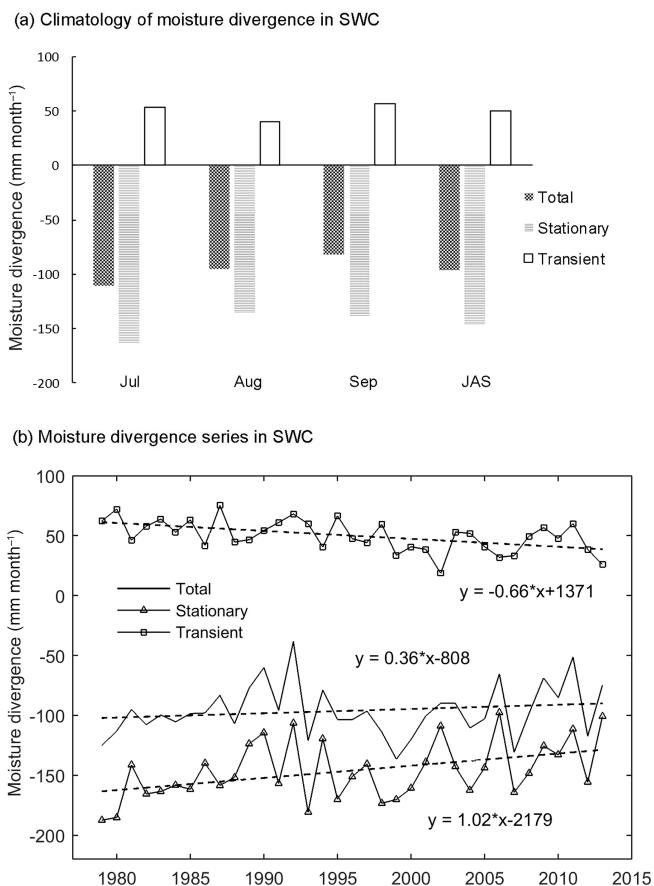 (a) Climatology of moisture divergence in SWC
Moisture divergence (mm month⁻¹)
100
50
0
-50
-100
-150
-200
Jul Aug Sep JAS
Total
Stationary
Transient
(b) Moisture divergence series in SWC
Moisture divergence (mm month⁻¹)
100
50
0
-50
-100
-150
-200
Total
Stationary
Transient
y = -0.66*x+1371
y = 0.36*x-808
y = 1.02*x-2179
1980 1985 1990 1995 2000 2005 2010 2015